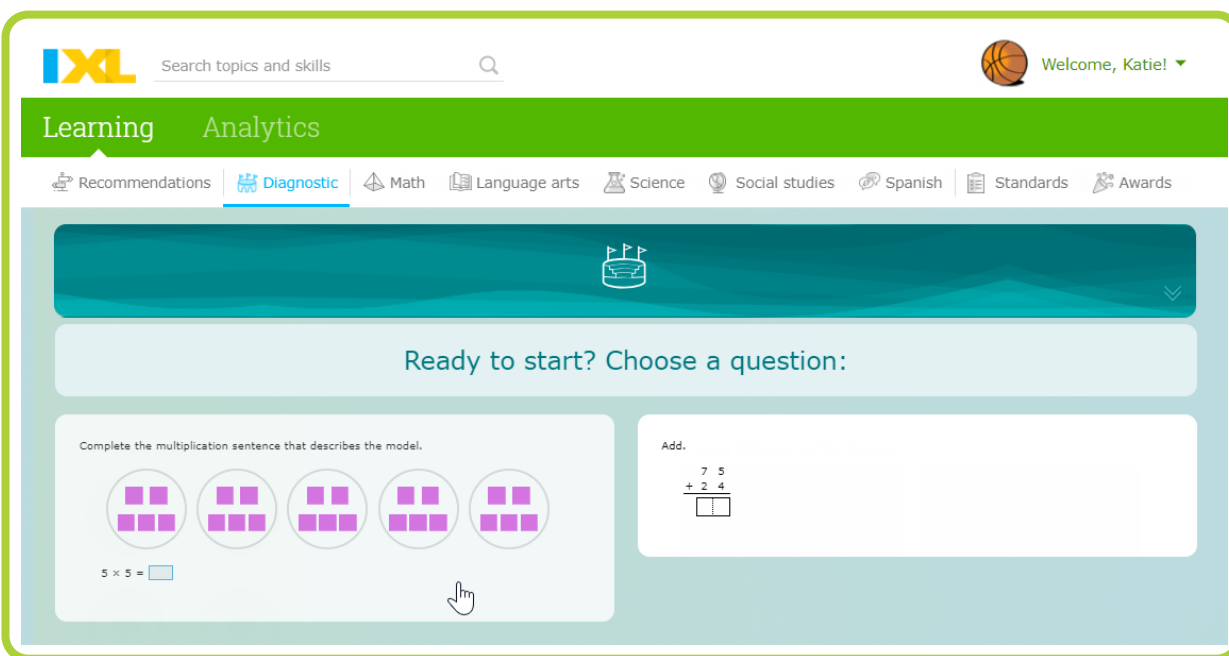 IXL
Search topics and skills
Welcome, Katie!
Learning Analytics
Recommendations Diagnostic Math Language arts Science Social studies Spanish Standards Awards
Ready to start? Choose a question:
Complete the multiplication sentence that describes the model.
5 × 5 =
Add.
7 5
+ 2 4